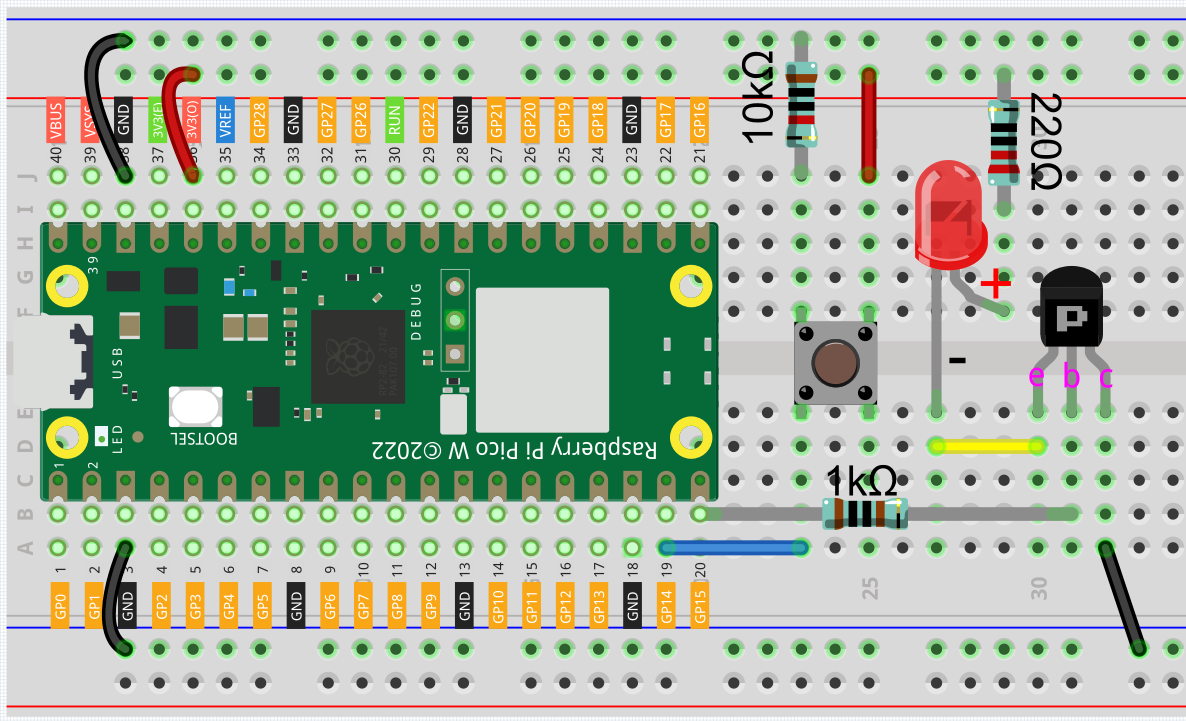 10kΩ
220Ω
VBUS
VSYS
GND
3V3(E)
3V3(O)
VREF
GP28
GND
GP27
GP26
RUN
GP22
GND
GP21
GP20
GP19
GP18
GND
GP17
GP16
40 39 38 37 36 35 34 33 32 31 30 29 28 27 26 25 24 23 22 21
J
I
H
G
F
E
D
C
B
A
39
DEBUG
USB
BOOTSEL
LED
1
2
Raspberry Pi Pico W ©2022
+
-
P
e b c
1kΩ
1 2 3 4 5 6 7 8 9 10 11 12 13 14 15 16 17 18 19 20
25
30
GP0
GP1
GND
GP2
GP3
GP4
GP5
GND
GP6
GP7
GP8
GP9
GND
GP10
GP11
GP12
GP13
GND
GP14
GP15